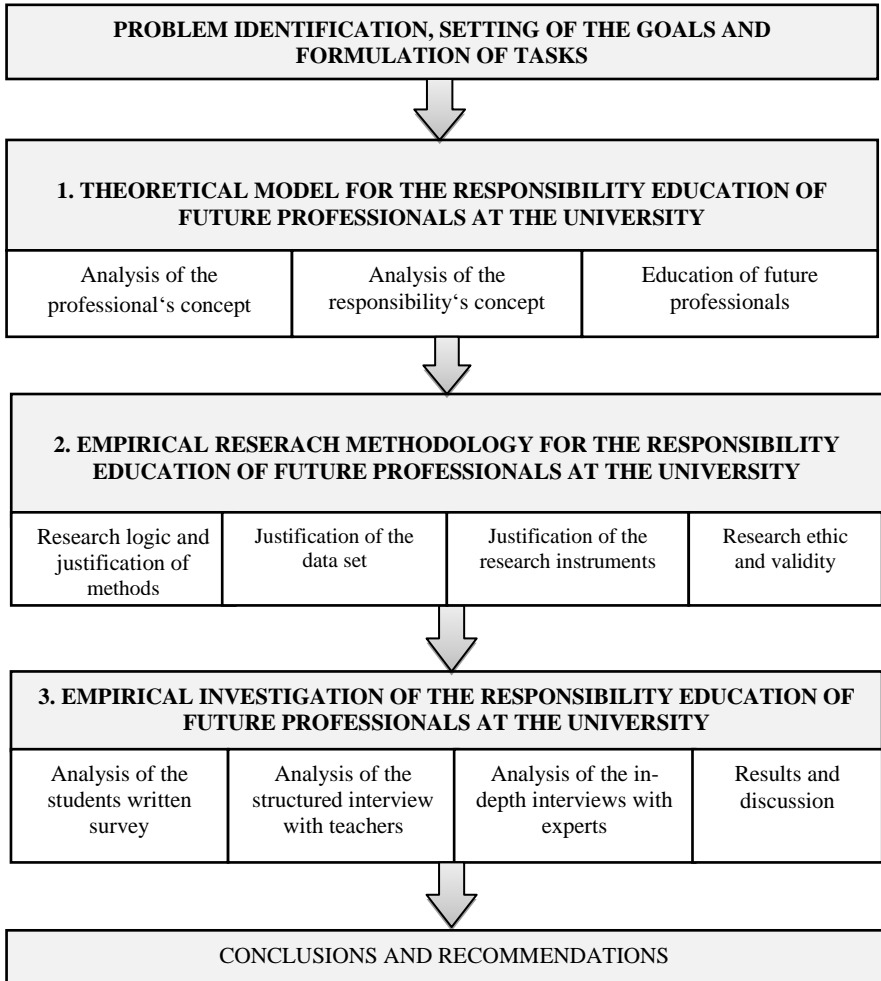 PROBLEM IDENTIFICATION, SETTING OF THE GOALS AND
FORMULATION OF TASKS
1. THEORETICAL MODEL FOR THE RESPONSIBILITY EDUCATION OF
FUTURE PROFESSIONALS AT THE UNIVERSITY
Analysis of the
professional‘s concept
Analysis of the
responsibility‘s concept
Education of future
professionals
2. EMPIRICAL RESERACH METHODOLOGY FOR THE RESPONSIBILITY
EDUCATION OF FUTURE PROFESSIONALS AT THE UNIVERSITY
Research logic and
justification of
methods
Justification of the
data set
Justification of the
research instruments
Research ethic
and validity
3. EMPIRICAL INVESTIGATION OF THE RESPONSIBILITY EDUCATION OF
FUTURE PROFESSIONALS AT THE UNIVERSITY
Analysis of the
students written
survey
Analysis of the
structured interview
with teachers
Analysis of the in-
depth interviews with
experts
Results and
discussion
CONCLUSIONS AND RECOMMENDATIONS